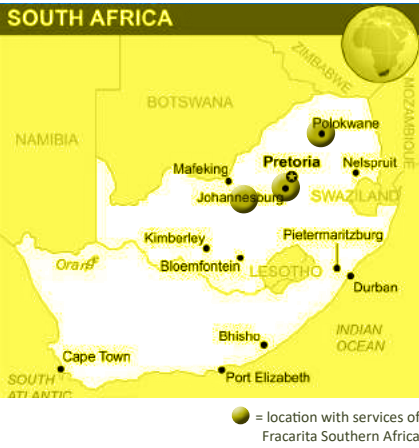 SOUTH AFRICA
ZIMBABWE
MOZAMBIQUE
BOTSWANA
NAMIBIA
Polokwane
Pretoria
Nelspruit
Mafeking
Johannesburg
SWAZILAND
Kimberley
Pietermaritzburg
Orange
Bloemfontein
LESOTHO
Durban
INDIAN
OCEAN
Bhisho
Cape Town
SOUTH
ATLANTIC
Port Elizabeth
= location with services of
Fracarita Southern Africa